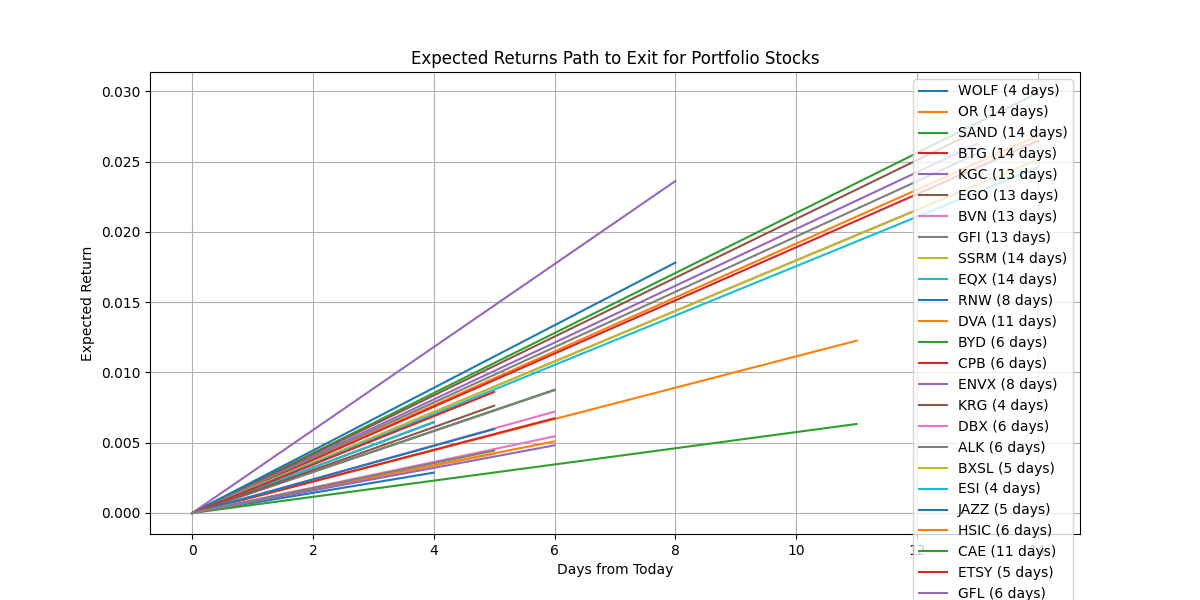 Expected Returns Path to Exit for Portfolio Stocks
Expected Return
0.030
0.025
0.020
0.015
0.010
0.005
0.000
0 2 4 6 8 10 12
Days from Today
WOLF (4 days)
OR (14 days)
SAND (14 days)
BTG (14 days)
KGC (13 days)
EGO (13 days)
BVN (13 days)
GFI (13 days)
SSRM (14 days)
EQX (14 days)
RNW (8 days)
DVA (11 days)
BYD (6 days)
CPB (6 days)
ENVX (8 days)
KRG (4 days)
DBX (6 days)
ALK (6 days)
BXSL (5 days)
ESI (4 days)
JAZZ (5 days)
HSIC (6 days)
CAE (11 days)
ETSY (5 days)
GFL (6 days)